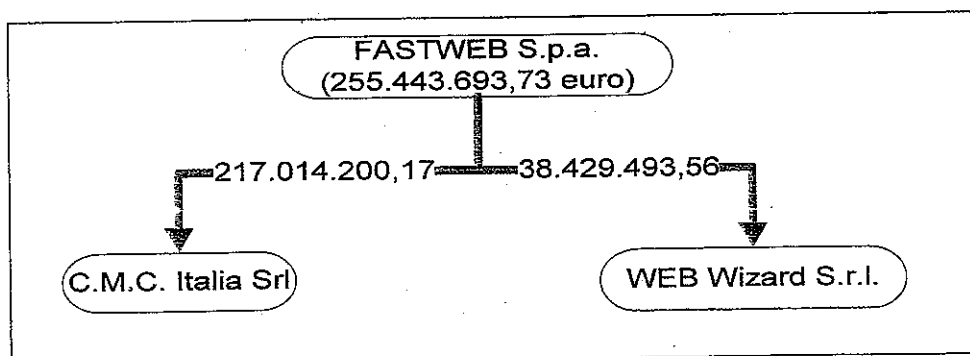 FASTWEB S.p.a.
(255.443.693,73 euro)
217.014.200,17
38.429.493,56
C.M.C. Italia Srl
WEB Wizard S.r.l.